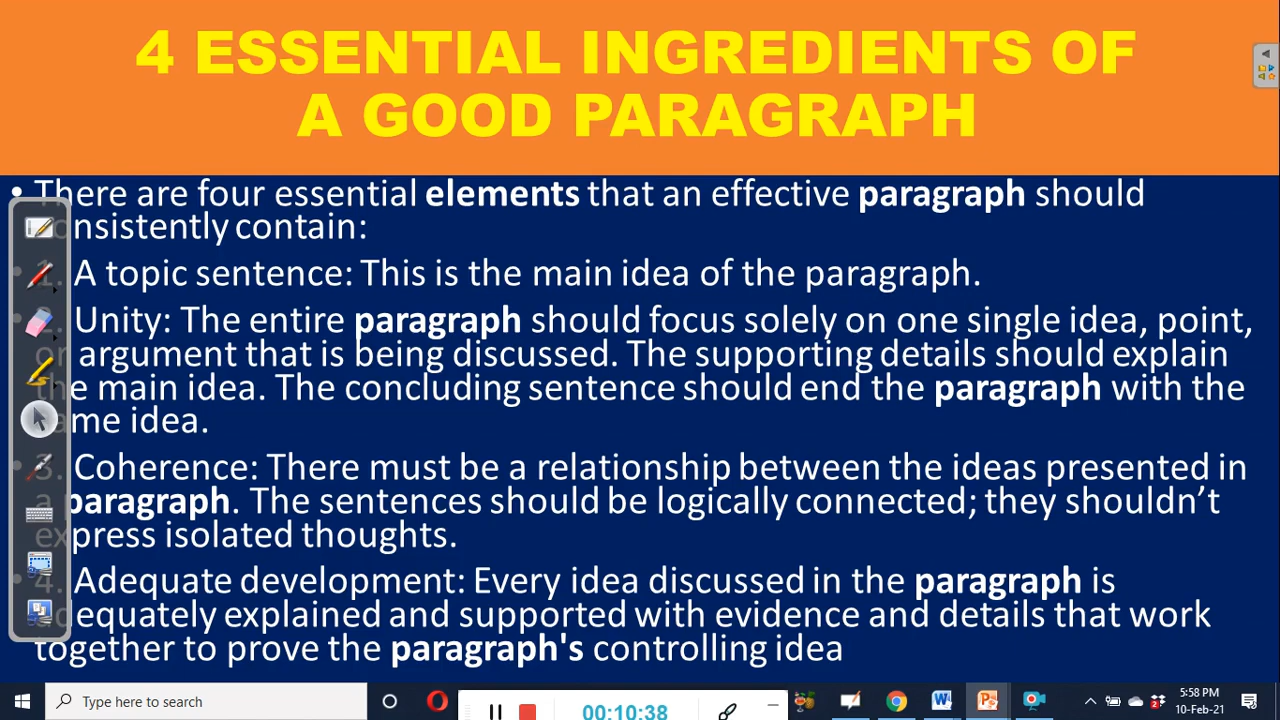 4 ESSENTIAL INGREDIENTS OF
A GOOD PARAGRAPH
• There are four essential elements that an effective paragraph should
onsistently contain:
• 1. A topic sentence: This is the main idea of the paragraph.
• 2. Unity: The entire paragraph should focus solely on one single idea, point,
or argument that is being discussed. The supporting details should explain
the main idea. The concluding sentence should end the paragraph with the
ame idea.
• 3. Coherence: There must be a relationship between the ideas presented in
a paragraph. The sentences should be logically connected; they shouldn’t
express isolated thoughts.
• 4. Adequate development: Every idea discussed in the paragraph is
adequately explained and supported with evidence and details that work
together to prove the paragraph's controlling idea
Type here to search
00:10:38
5:58 PM
10-Feb-21